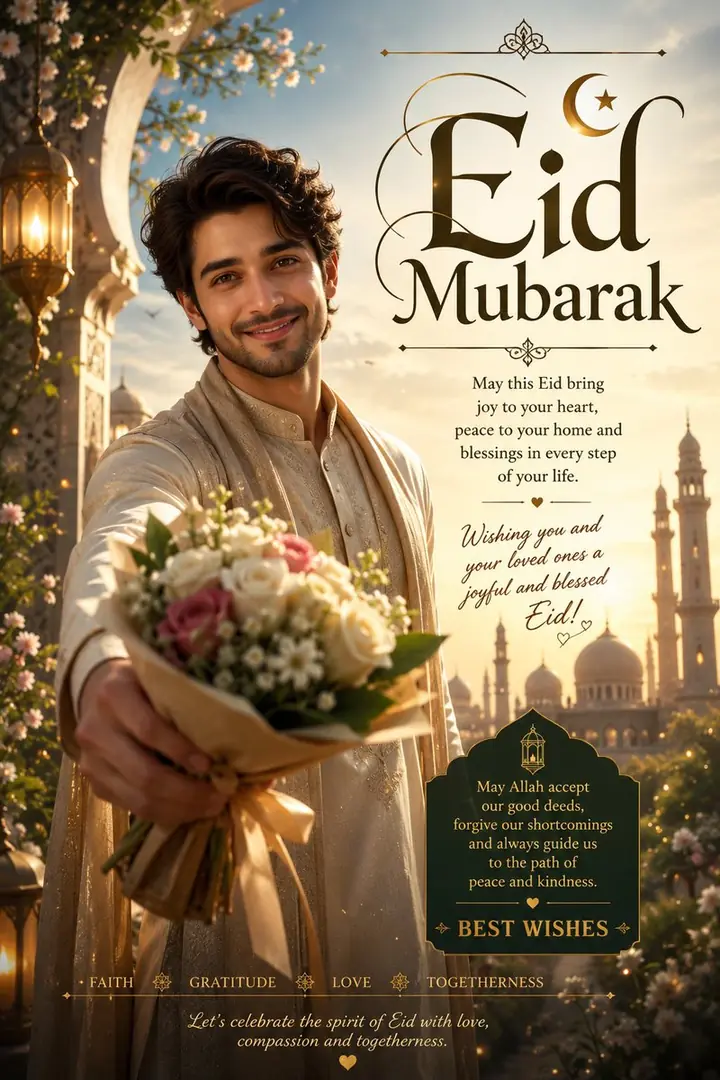 Eid
Mubarak
May this Eid bring
joy to your heart,
peace to your home and
blessings in every step
of your life.
Wishing you and
your loved ones a
joyful and blessed
Eid!
May Allah accept
our good deeds,
forgive our shortcomings
and always guide us
to the path of
peace and kindness.
BEST WISHES
FAITH GRATITUDE LOVE TOGETHERNESS
Let's celebrate the spirit of Eid with love,
compassion and togetherness.